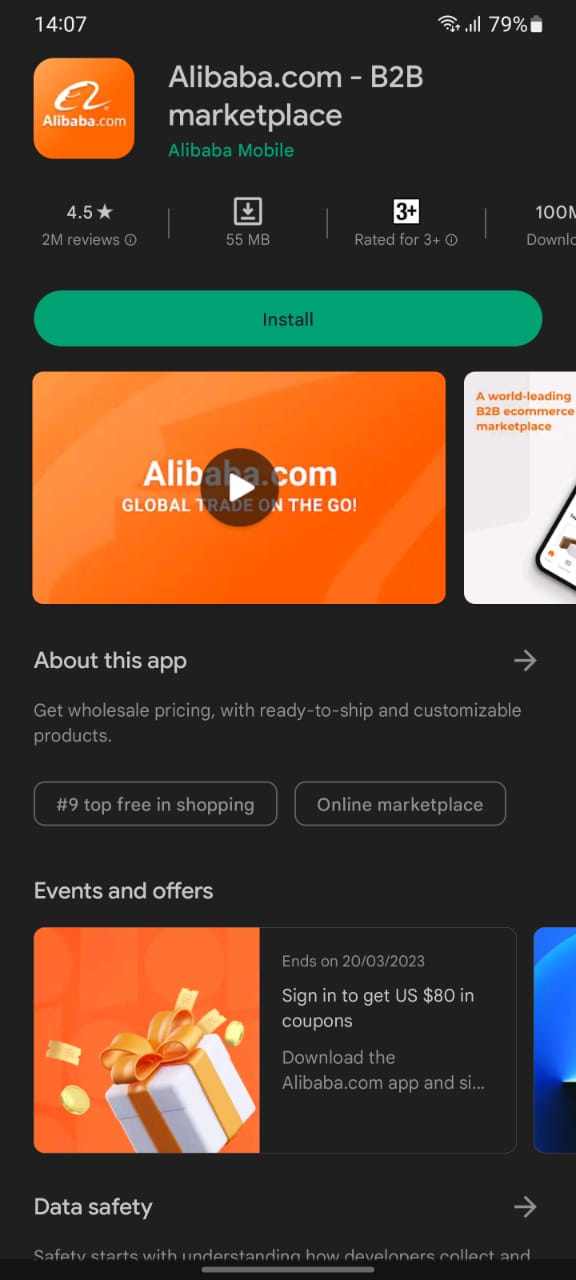 14:07
79%
Alibaba.com
Alibaba.com - B2B
marketplace
Alibaba Mobile
4.5★
2M reviews
55 MB
3+
Rated for 3+
100M
Downlo
Install
Alibaba.com
GLOBAL TRADE ON THE GO!
A world-leading
B2B ecommerce
marketplace
About this app
Get wholesale pricing, with ready-to-ship and customizable
products.
#9 top free in shopping
Online marketplace
Events and offers
Ends on 20/03/2023
Sign in to get US $80 in
coupons
Download the
Alibaba.com app and si...
Data safety
Safety starts with understanding how developers collect and